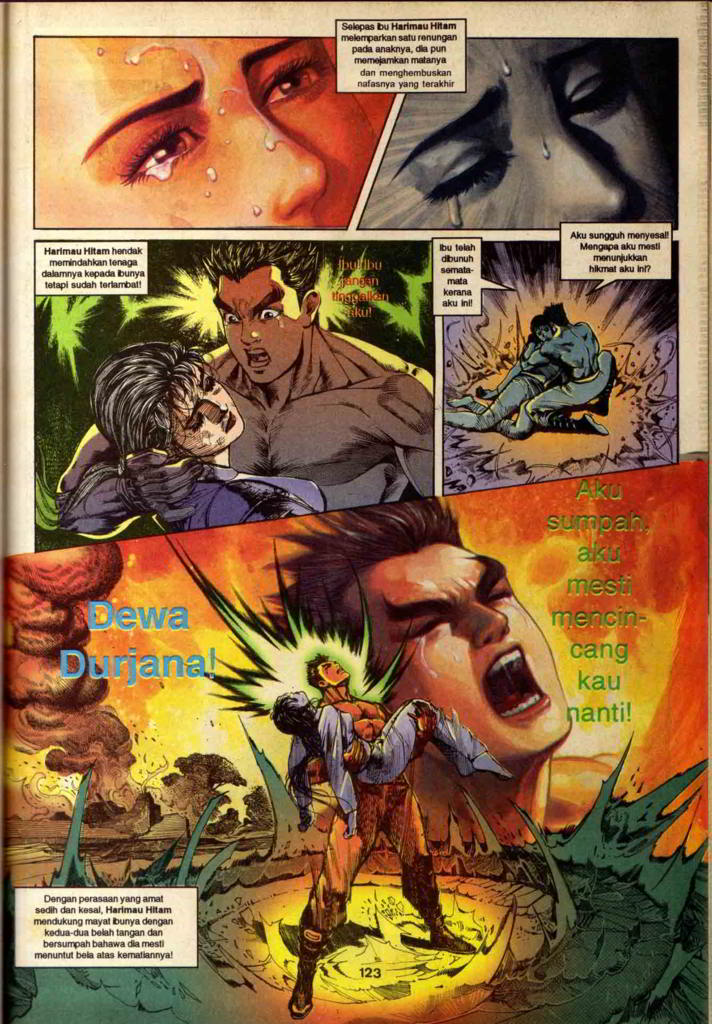 Selepas ibu Harimau Hitam
melemparkan satu renungan
pada anaknya, dia pun
memejamkan matanya
dan menghembuskan
nafasnya yang terakhir
Harimau Hitam hendak
memindahkan tenaga
dalamnya kepada ibunya
tetapi sudah terlambat!
Ibu! Ibu
jangan
tinggalkan
aku!
Ibu telah
dibunuh
semata-
mata
kerana
aku ini!
Aku sungguh menyesal!
Mengapa aku mesti
menunjukkan
hikmat aku ini?
Dewa
Durjana!
Aku
sumpah,
aku
mesti
mencin-
cang
kau
nanti!
Dengan perasaan yang amat
sedih dan kesal, Harimau Hitam
mendukung mayat ibunya dengan
kedua-dua belah tangan dan
bersumpah bahawa dia mesti
menuntut bela atas kematiannya!
123